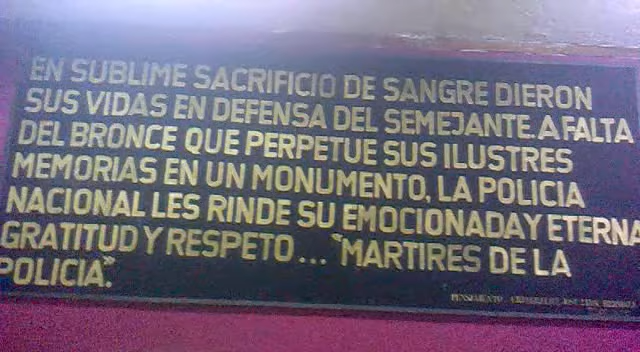 EN SUBLIME SACRIFICIO DE SANGRE DIERON
SUS VIDAS EN DEFENSA DEL SEMEJANTE. A FALTA
DEL BRONCE QUE PERPETUE SUS ILUSTRES
MEMORIAS EN UN MONUMENTO, LA POLICIA
NACIONAL LES RINDE SU EMOCIONADA Y ETERNA
GRATITUD Y RESPETO... "MARTIRES DE LA
POLICIA."
PENSAMIENTO